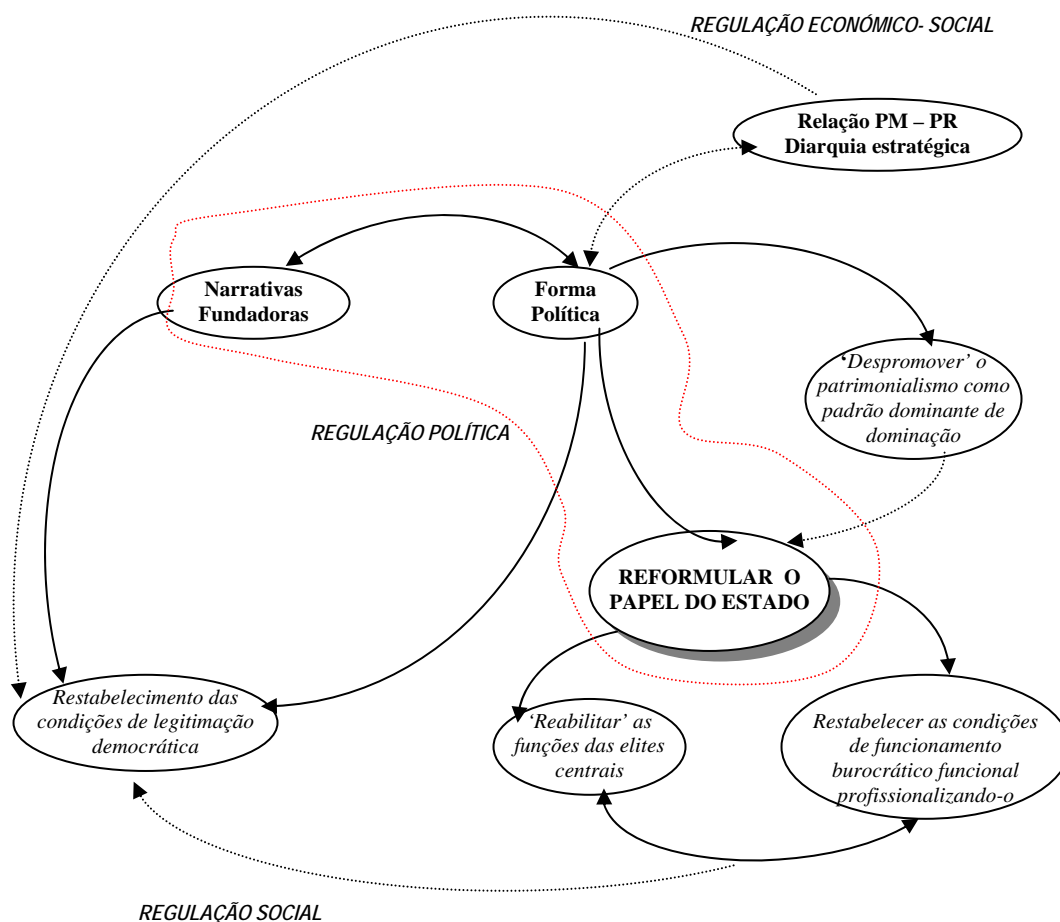 REGULAÇÃO ECONÓMICO- SOCIAL
Relação PM – PR
Diarquia estratégica
Narrativas
Fundadoras
Forma
Política
‘Despromover’ o
patrimonialismo como
padrão dominante de
dominação
REGULAÇÃO POLÍTICA
REFORMULAR O
PAPEL DO ESTADO
Restabelecimento das
condições de legitimação
democrática
‘Reabilitar’ as
funções das elites
centrais
Restabelecer as condições
de funcionamento
burocrático funcional
profissionalizando-o
REGULAÇÃO SOCIAL